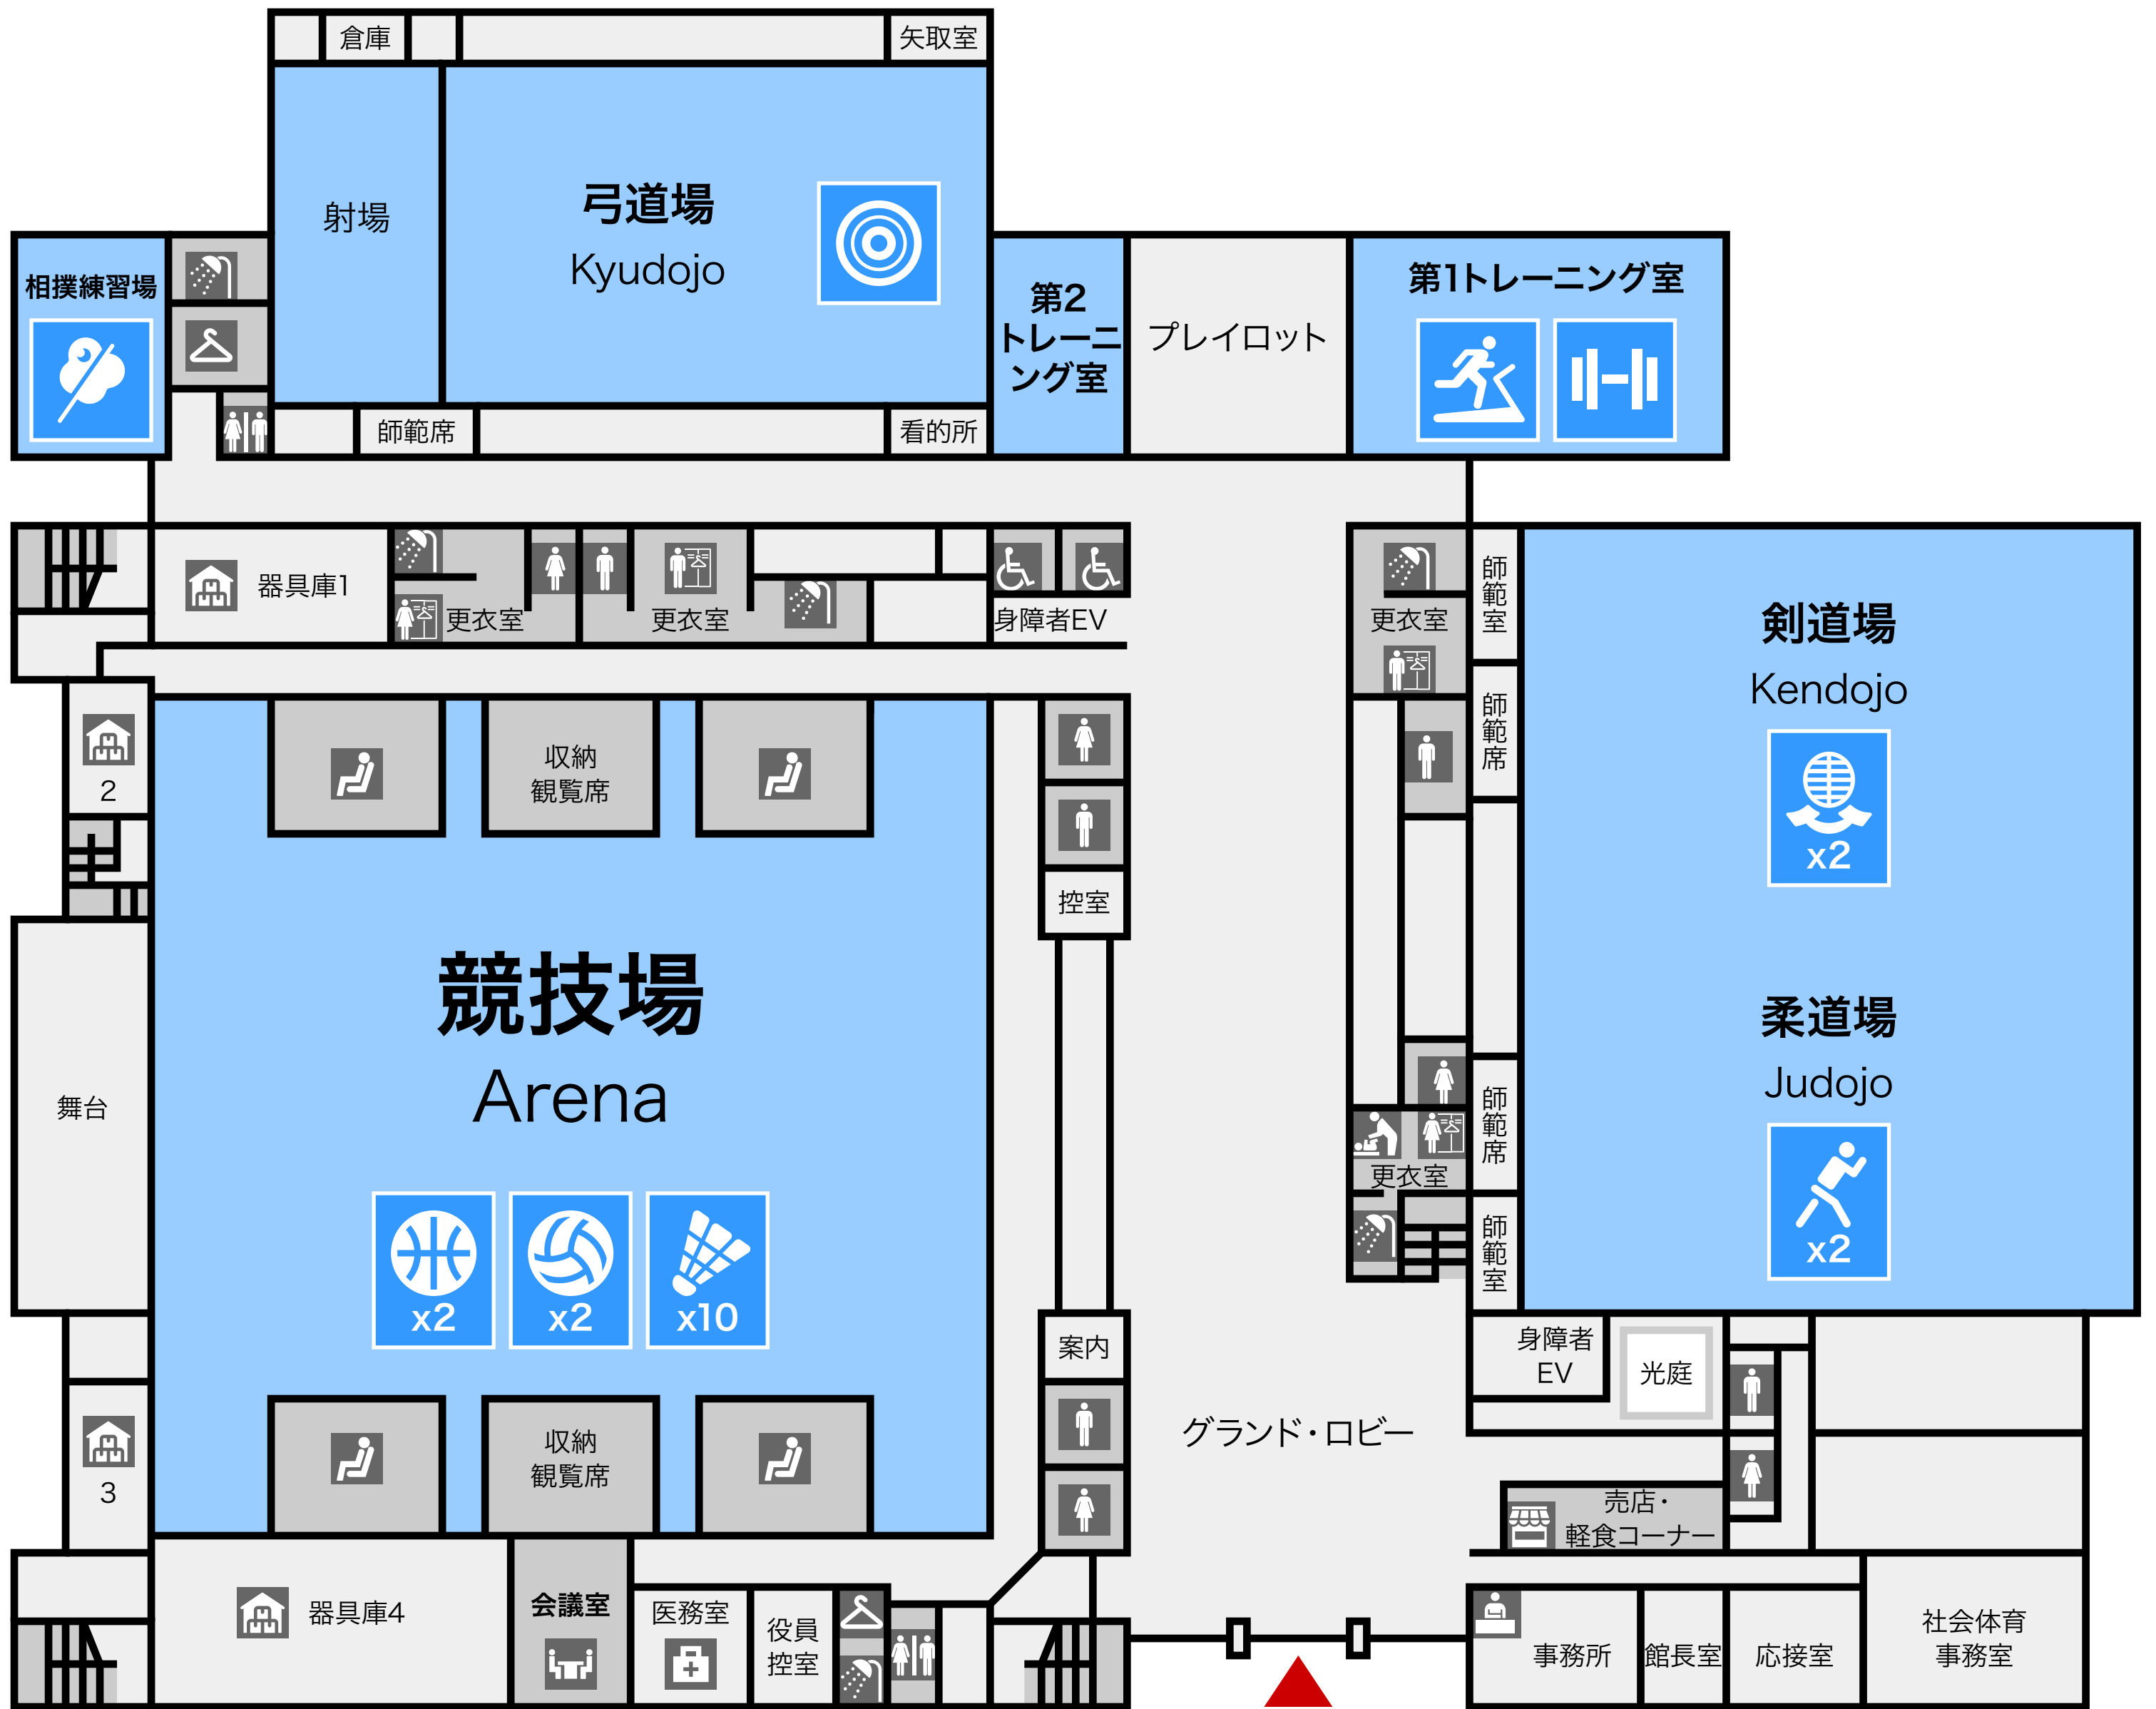 倉庫
矢取室
射場
弓道場
Kyudojo
相撲練習場
師範席
看的所
第2
トレーニ
ング室
プレイロット
第1トレーニング室
器具庫1
更衣室
更衣室
身障者EV
更衣室
師範室
師範席
剣道場
Kendojo
x2
2
収納
観覧席
控室
競技場
Arena
x2
x2
x10
舞台
柔道場
Judojo
x2
師範席
更衣室
師範室
案内
身障者
EV
光庭
グランド・ロビー
3
収納
観覧席
売店・
軽食コーナー
器具庫4
会議室
医務室
役員
控室
事務所
館長室
応接室
社会体育
事務室